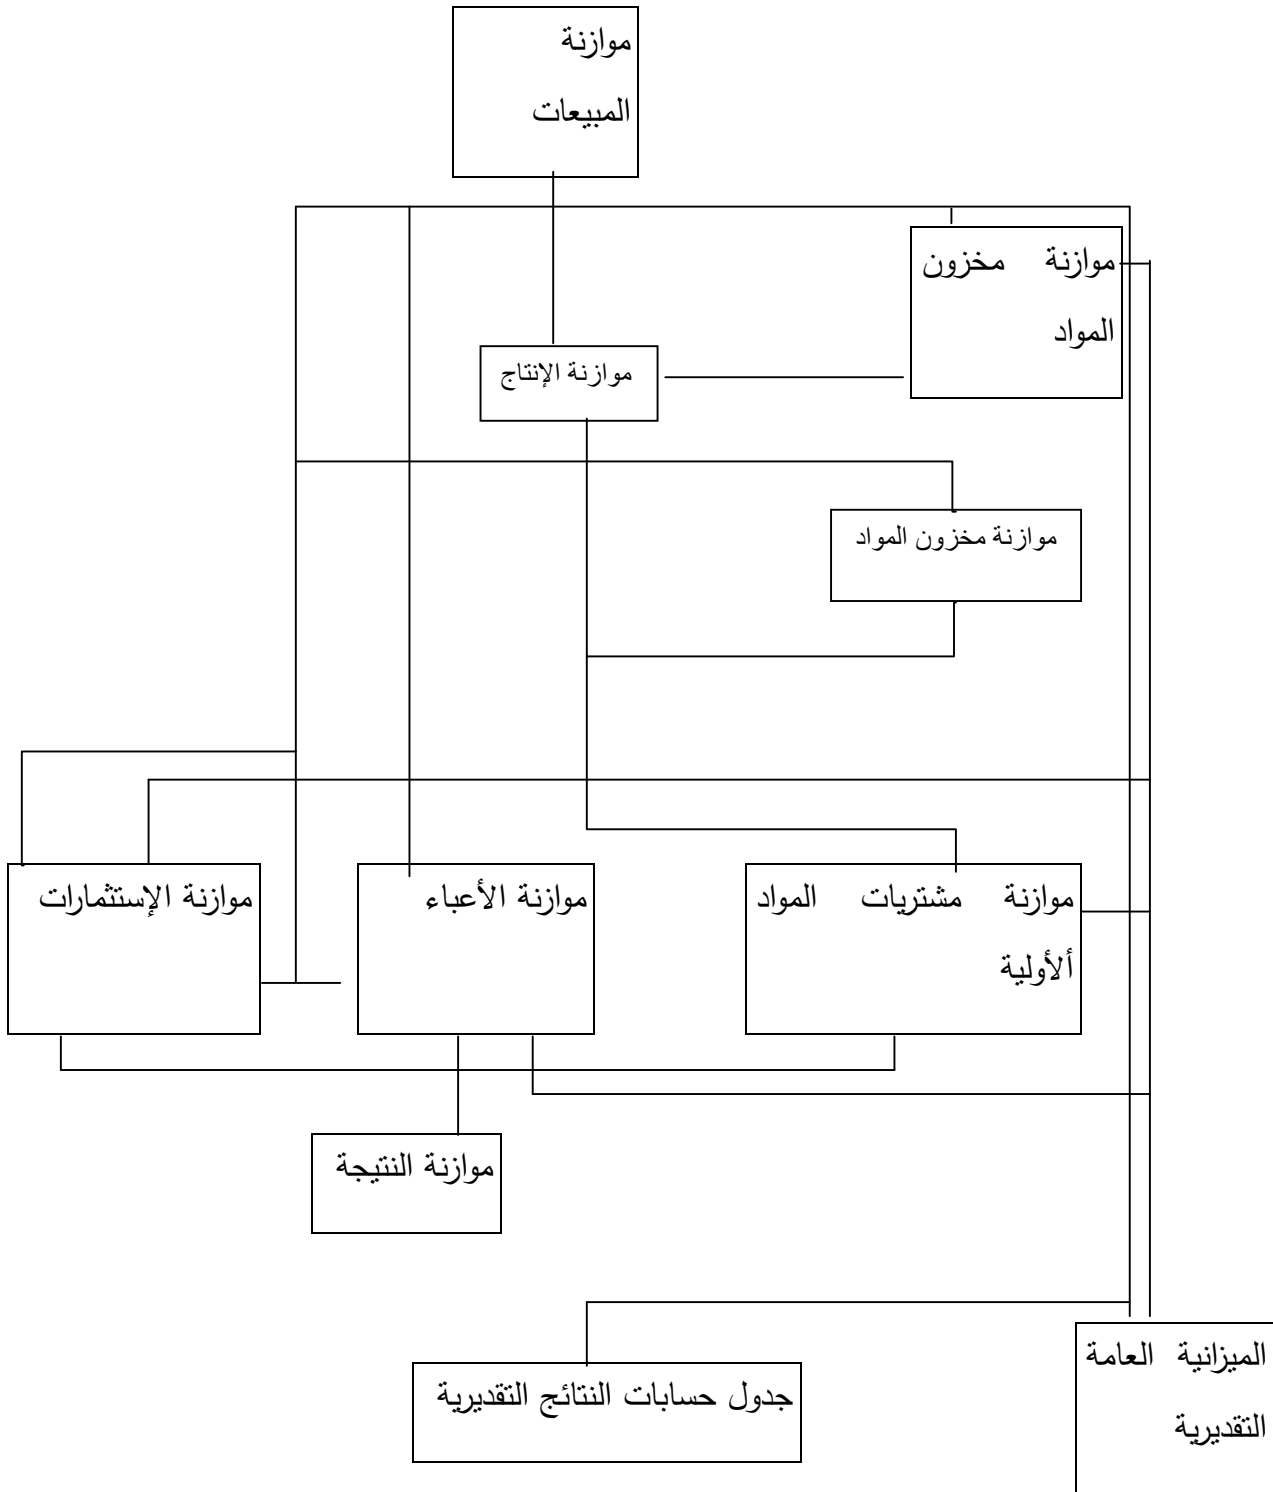 موازنة
المبيعات
موازنة مخزون
المواد
موازنة الإنتاج
موازنة مخزون المواد
موازنة مشتريات المواد
ألأولية
موازنة الأعباء
موازنة الإستثمارات
موازنة النتيجة
الميزانية العامة
التقديرية
جدول حسابات النتائج التقديرية